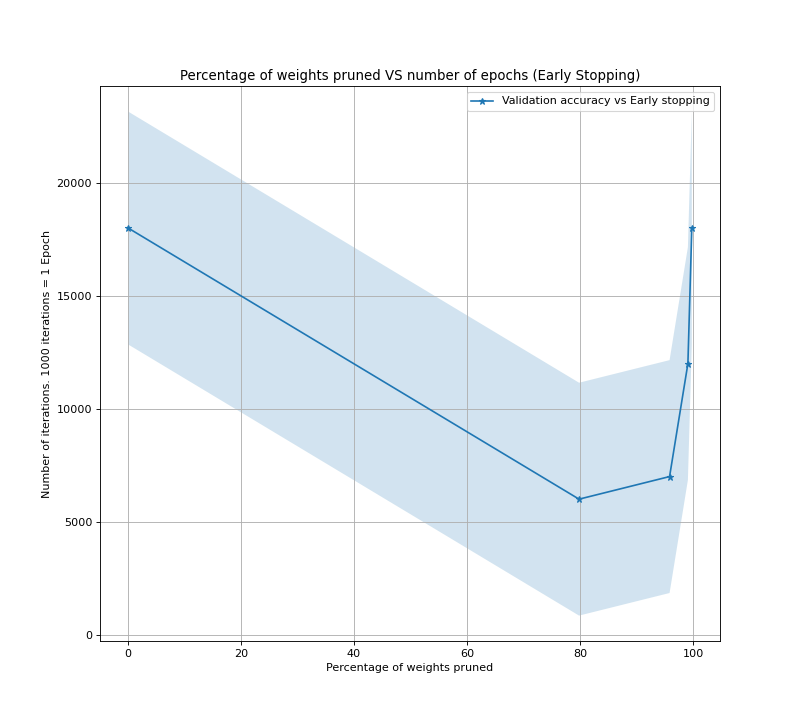 Percentage of weights pruned VS number of epochs (Early Stopping)
Validation accuracy vs Early stopping
Number of iterations. 1000 iterations = 1 Epoch
20000
15000
10000
5000
0
0 20 40 60 80 100
Percentage of weights pruned